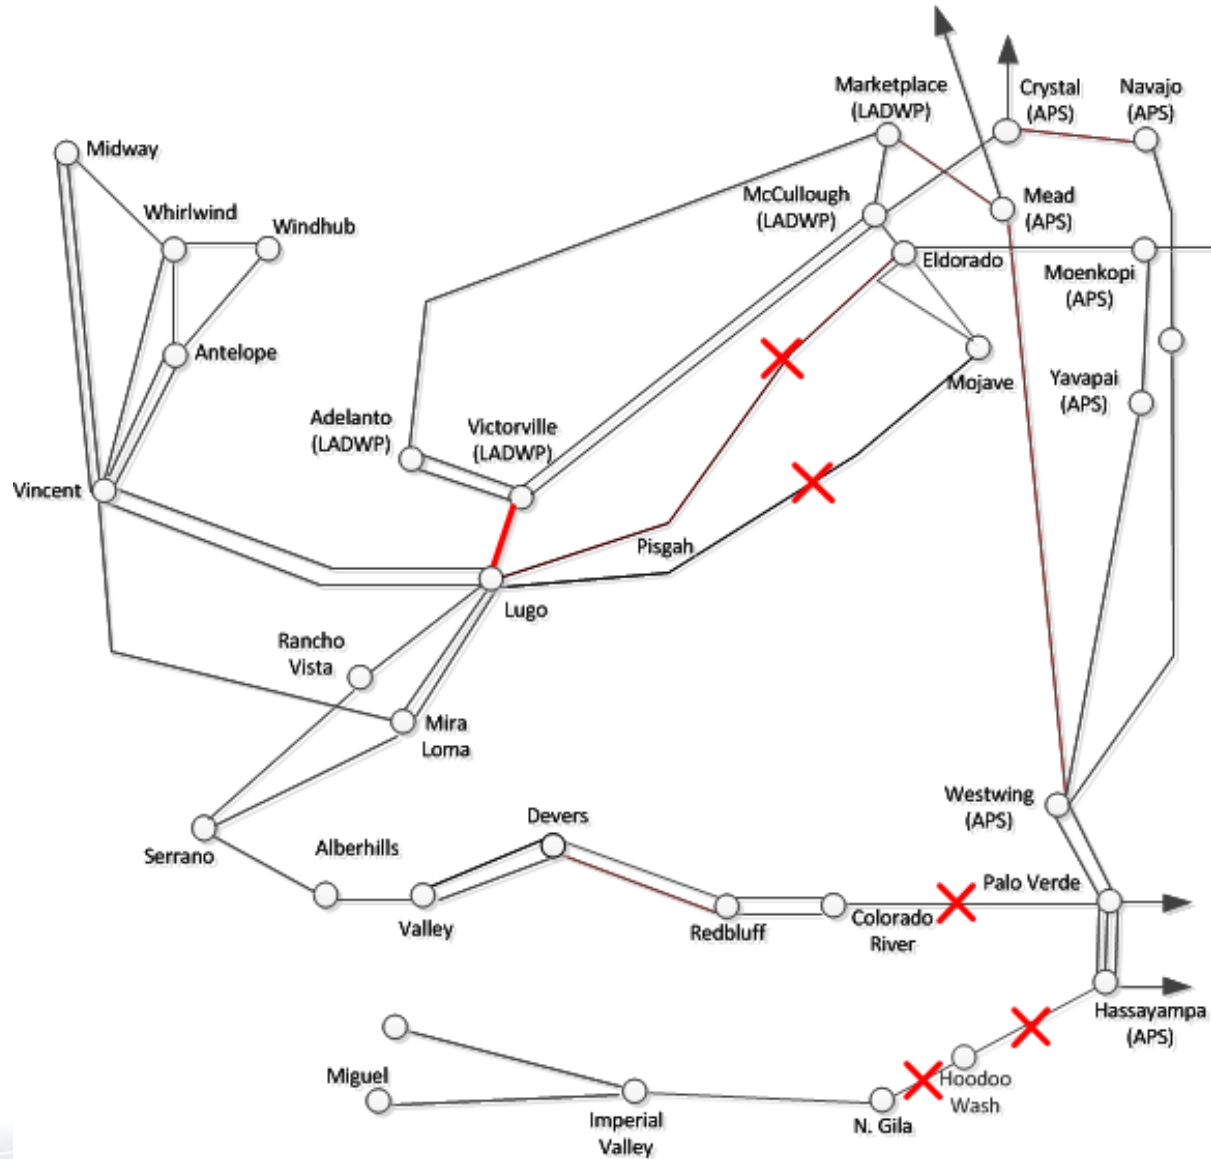 Marketplace
(LADWP)
Crystal
(APS)
Navajo
(APS)
Midway
Whirlwind
Windhub
McCullough
(LADWP)
Mead
(APS)
Eldorado
Moenkopi
(APS)
Antelope
Mojave
Yavapai
(APS)
Adelanto
(LADWP)
Victorville
(LADWP)
Vincent
Pisgah
Lugo
Rancho
Vista
Mira
Loma
Westwing
(APS)
Devers
Serrano
Alberhills
Palo Verde
Valley
Redbluff
Colorado
River
Hassayampa
(APS)
Miguel
Hoodoo
Wash
Imperial
Valley
N. Gila